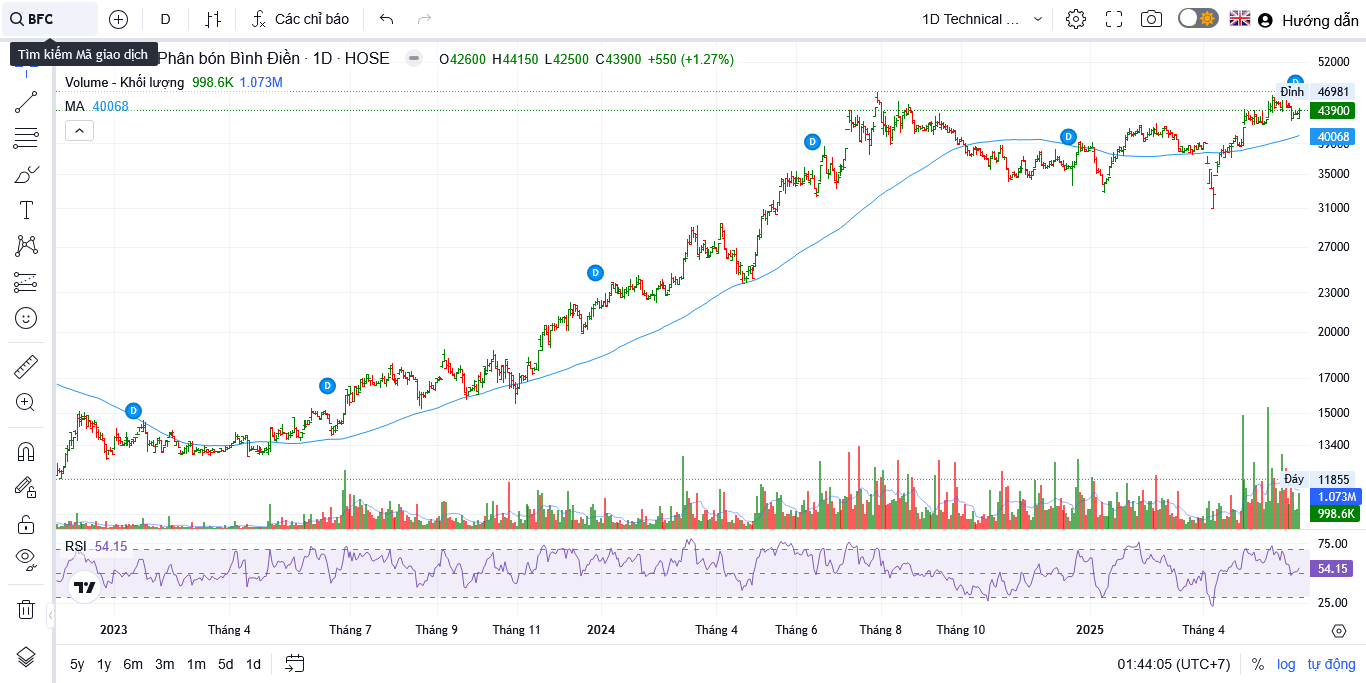 BFC D Các chỉ báo 1D Technical ... Hướng dẫn
Tìm kiếm Mã giao dịch
Phân bón Bình Điền · 1D · HOSE O42600 H44150 L42500 C43900 +550 (+1.27%)
Volume - Khối lượng 998.6K 1.073M
MA 40068
52000
Đỉnh 46981
43900
40068
35000
31000
27000
23000
20000
17000
15000
13400
Đáy 11855
1.073M
998.6K
D
D
D
D
D
D
RSI 54.15
75.00
54.15
25.00
2023 Tháng 4 Tháng 7 Tháng 9 Tháng 11 2024 Tháng 4 Tháng 6 Tháng 8 Tháng 10 2025 Tháng 4
5y 1y 6m 3m 1m 5d 1d 01:44:05 (UTC+7) % log tự động